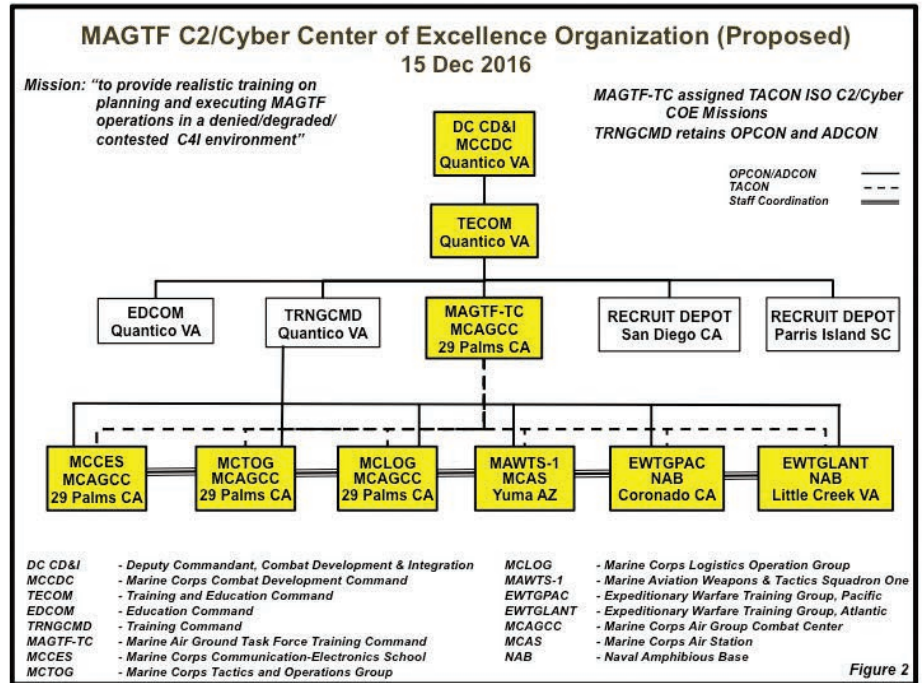 MAGTF C2/Cyber Center of Excellence Organization (Proposed)
15 Dec 2016
Mission: “to provide realistic training on
planning and executing MAGTF
operations in a denied/degraded/
contested C4I environment”
MAGTF-TC assigned TACON ISO C2/Cyber
COE Missions
TRNGCMD retains OPCON and ADCON
OPCON/ADCON
TACON
Staff Coordination
DC CD&I
MCCDC
Quantico VA
TECOM
Quantico VA
EDCOM
Quantico VA
TRNGCMD
Quantico VA
MAGTF-TC
MCAGCC
29 Palms CA
RECRUIT DEPOT
San Diego CA
RECRUIT DEPOT
Parris Island SC
MCCES
MCAGCC
29 Palms CA
MCTOG
MCAGCC
29 Palms CA
MCLOG
MCAGCC
29 Palms CA
MAWTS-1
MCAS
Yuma AZ
EWTGPAC
NAB
Coronado CA
EWTGLANT
NAB
Little Creek VA
DC CD&I - Deputy Commandant, Combat Development & Integration
MCCDC - Marine Corps Combat Development Command
TECOM - Training and Education Command
EDCOM - Education Command
TRNGCMD - Training Command
MAGTF-TC - Marine Air Ground Task Force Training Command
MCCES - Marine Corps Communication-Electronics School
MCTOG - Marine Corps Tactics and Operations Group
MCLOG - Marine Corps Logistics Operation Group
MAWTS-1 - Marine Aviation Weapons & Tactics Squadron One
EWTGPAC - Expeditionary Warfare Training Group, Pacific
EWTGLANT - Expeditionary Warfare Training Group, Atlantic
MCAGCC - Marine Corps Air Group Combat Center
MCAS - Marine Corps Air Station
NAB - Naval Amphibious Base
Figure 2